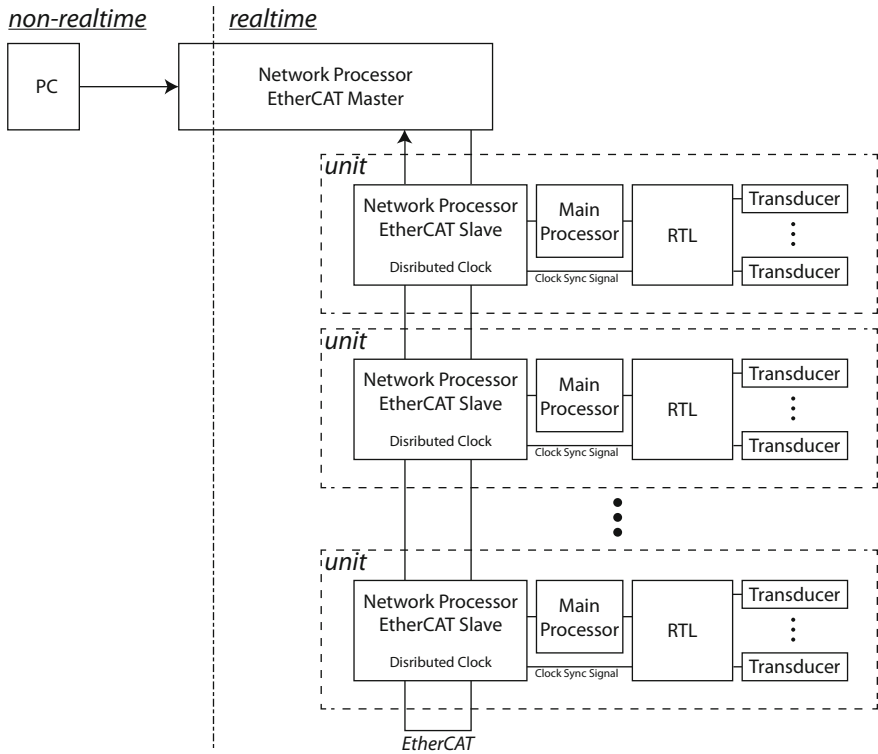 non-realtime
realtime
PC
Network Processor
EtherCAT Master
unit
Network Processor
EtherCAT Slave
Disributed Clock
Main
Processor
Clock Sync Signal
RTL
Transducer
Transducer
unit
Network Processor
EtherCAT Slave
Disributed Clock
Main
Processor
Clock Sync Signal
RTL
Transducer
Transducer
unit
Network Processor
EtherCAT Slave
Disributed Clock
Main
Processor
Clock Sync Signal
RTL
Transducer
Transducer
EtherCAT